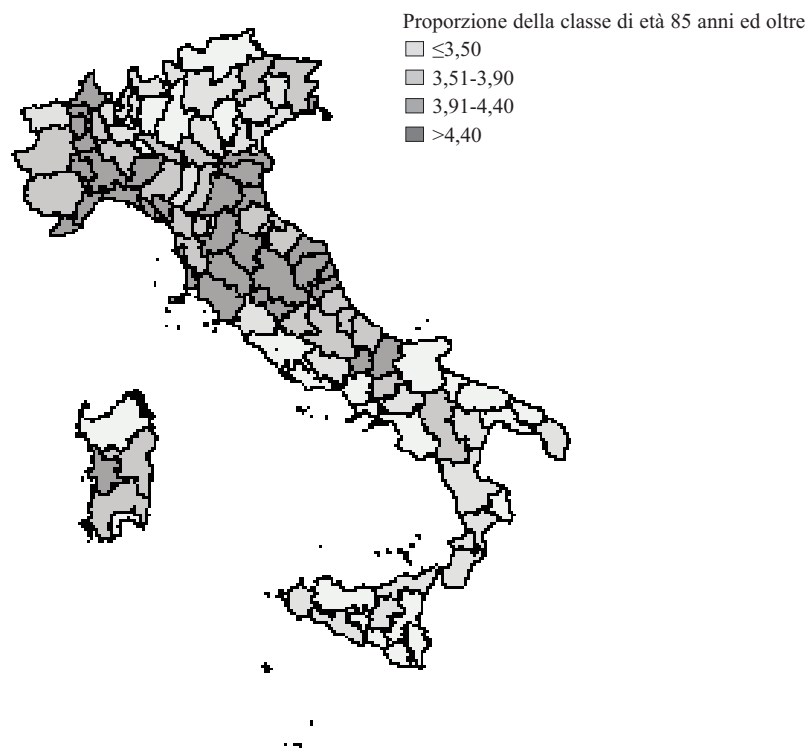 Proporzione della classe di età 85 anni ed oltre
≤3,50
3,51-3,90
3,91-4,40
>4,40